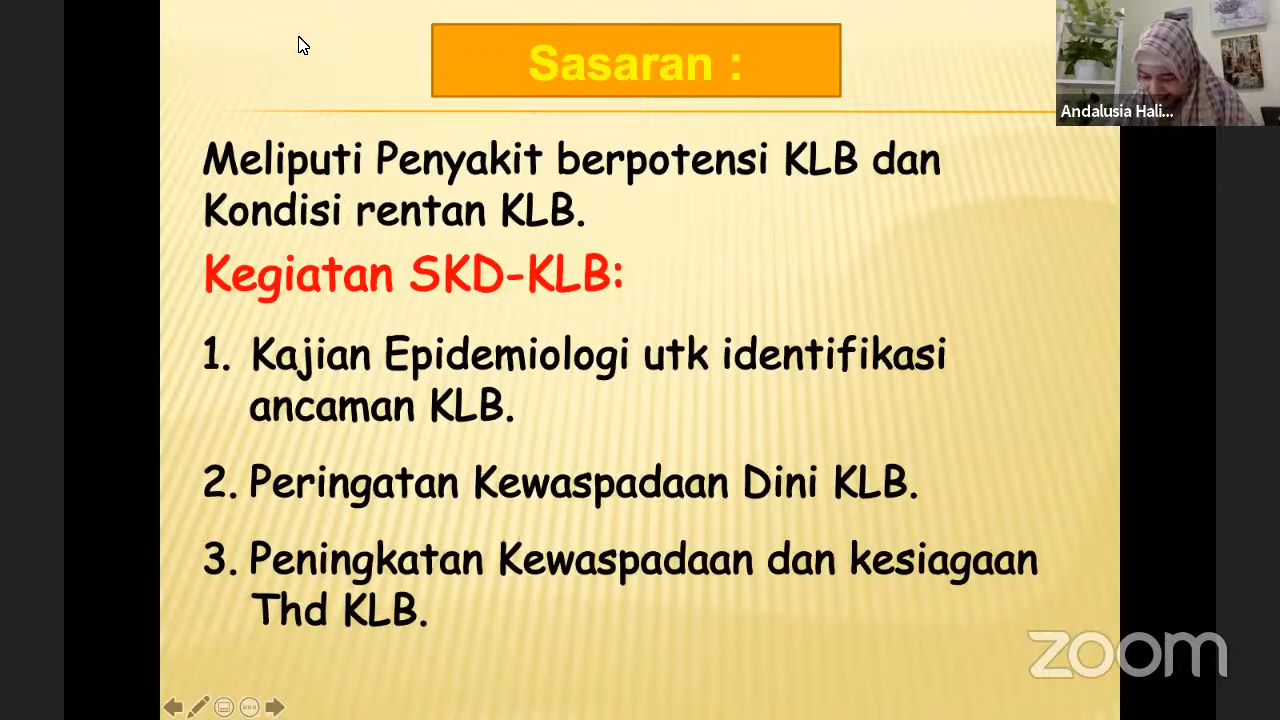 Sasaran :
Andalusia Hali...
Meliputi Penyakit berpotensi KLB dan
Kondisi rentan KLB.
Kegiatan SKD-KLB:
1. Kajian Epidemiologi utk identifikasi
ancaman KLB.
2. Peringatan Kewaspadaan Dini KLB.
3. Peningkatan Kewaspadaan dan kesiagaan
Thd KLB.
zoom